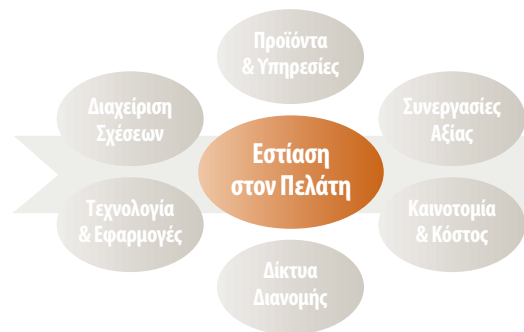 Προϊόντα
& Υπηρεσίες
Διαχείριση
Σχέσεων
Συνεργασίες
Αξίας
Εστίαση
στον Πελάτη
Τεχνολογία
& Εφαρμογές
Καινοτομία
& Κόστος
Δίκτυα
Διανομής